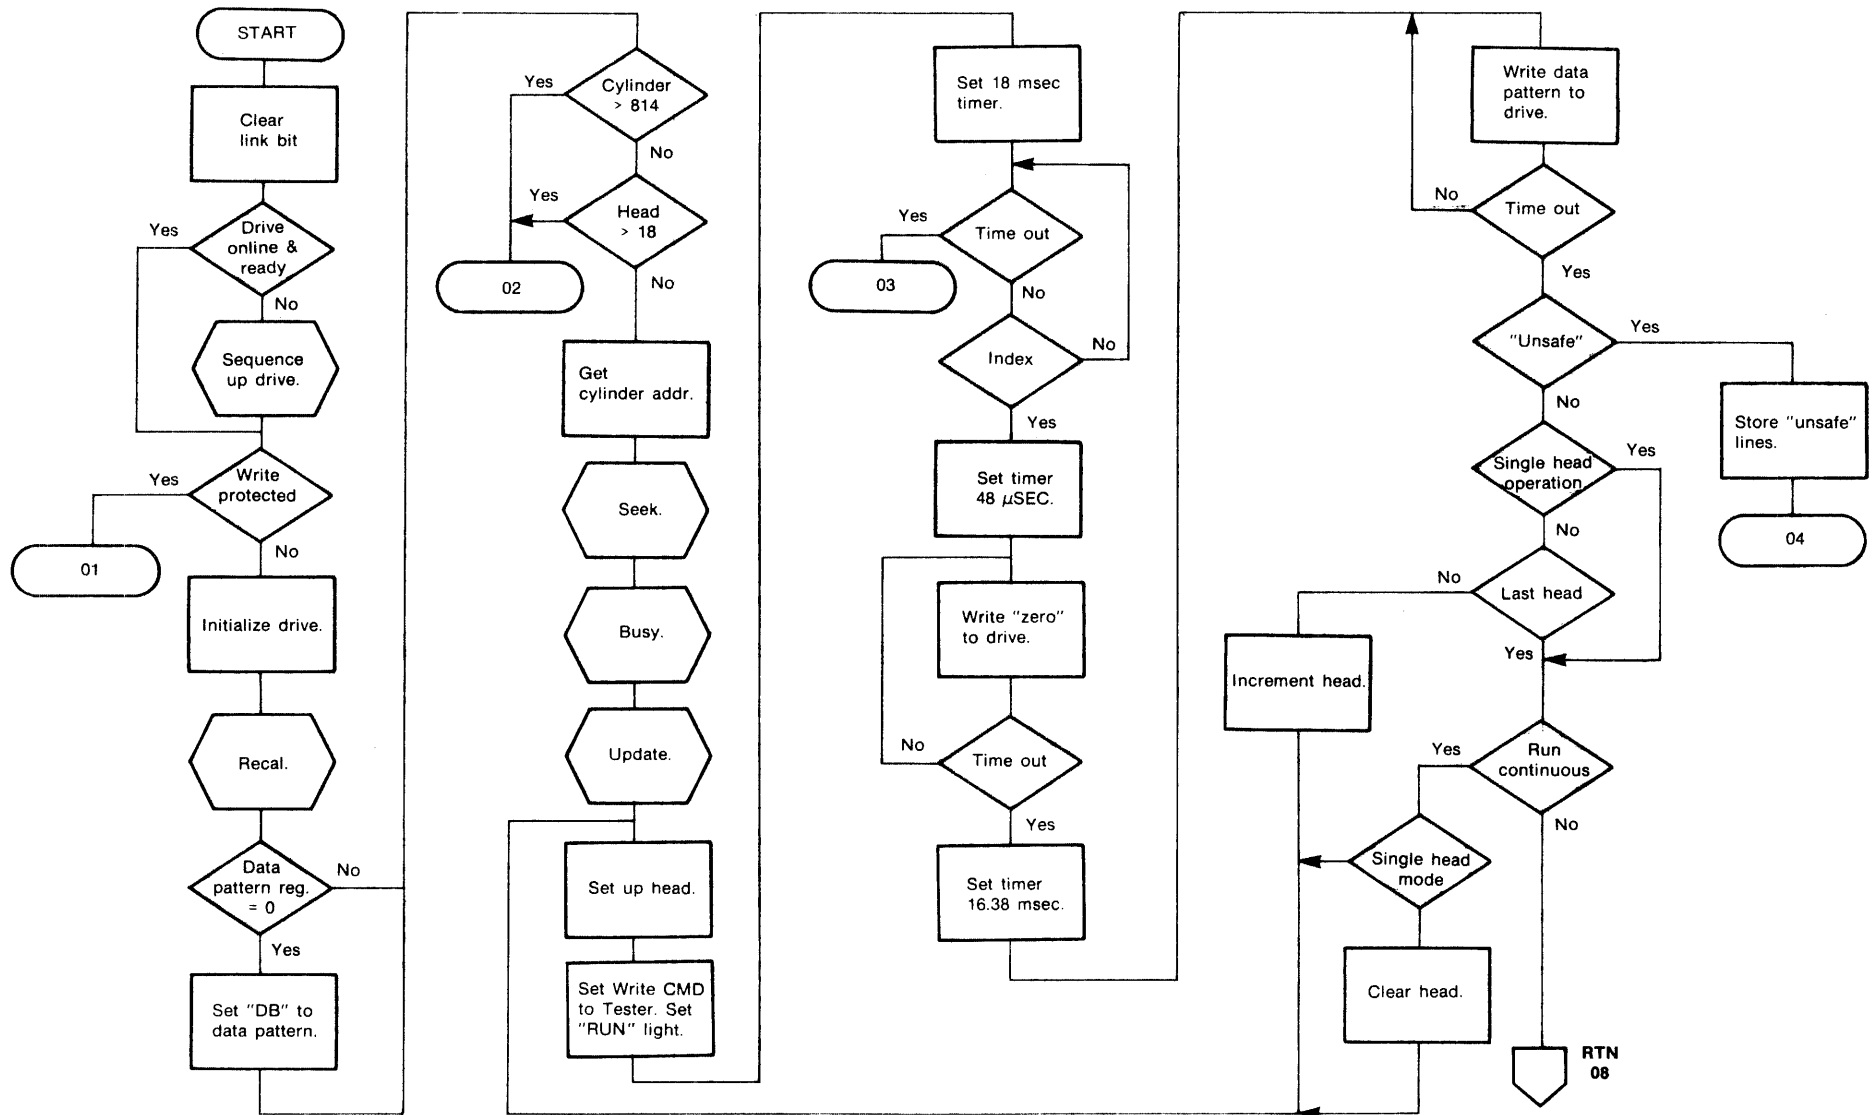 START
Clear
link bit
Yes
Drive
online &
ready
No
Sequence
up drive.
Yes
Write
protected
01
No
Initialize drive.
Recal.
Data
pattern reg.
= 0
No
Yes
Set "DB" to
data pattern.
Yes
Cylinder
> 814
No
Yes
Head
> 18
02
No
Get
cylinder addr.
Seek.
Busy.
Update.
Set up head.
Set Write CMD
to Tester. Set
"RUN" light.
Set 18 msec
timer.
Yes
Time out
03
No
Index
No
Yes
Set timer
48 μSEC.
Write "zero"
to drive.
No
Time out
Yes
Set timer
16.38 msec.
Write data
pattern to
drive.
No
Time out
Yes
"Unsafe"
Yes
No
Store "unsafe"
lines.
04
Single head
operation
Yes
No
No
Last head
Yes
Increment head.
Yes
Run
continuous
No
Single head
mode
Clear head.
RTN
08